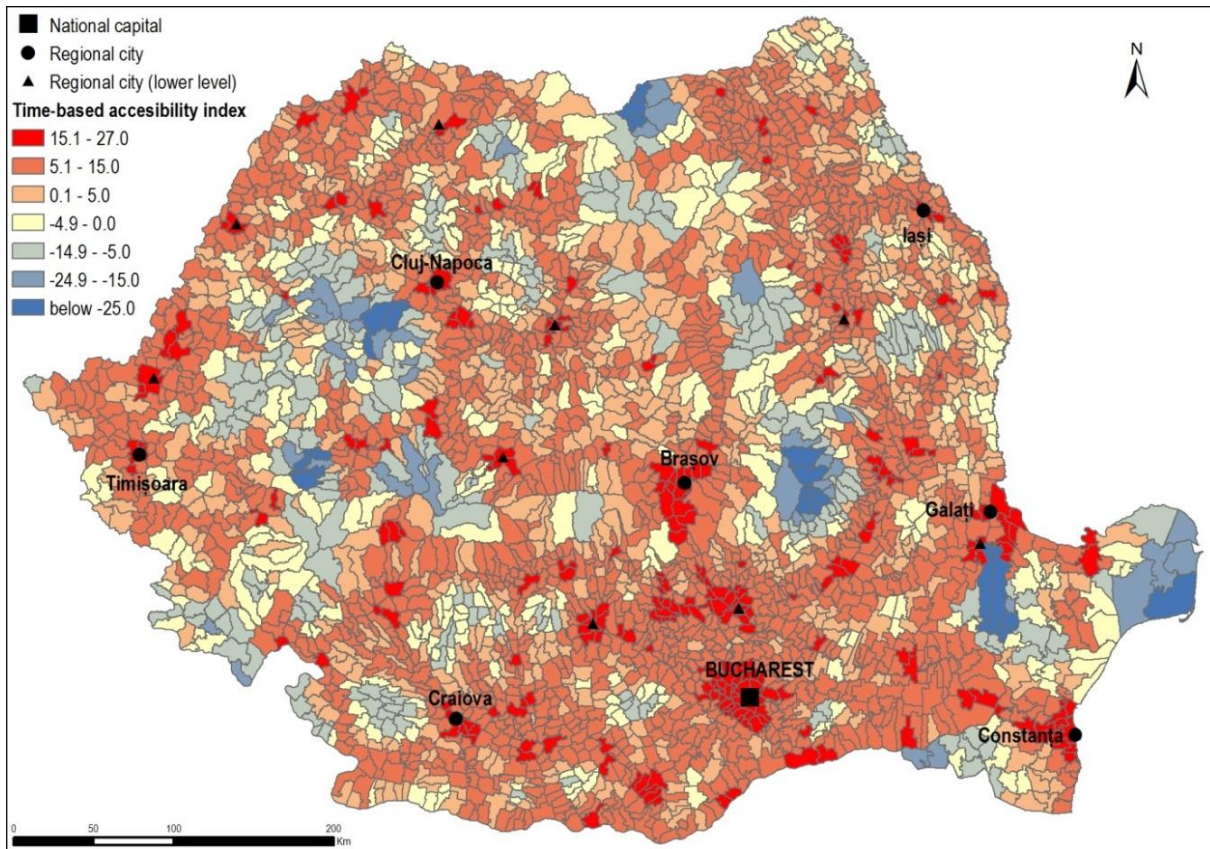 National capital
Regional city
Regional city (lower level)
Time-based accesibility index
15.1 - 27.0
5.1 - 15.0
0.1 - 5.0
-4.9 - 0.0
-14.9 - -5.0
-24.9 - -15.0
below -25.0
N
Iași
Cluj-Napoca
Timișoara
Brașov
Galați
BUCHAREST
Craiova
Constanța
0 50 100 200
Km